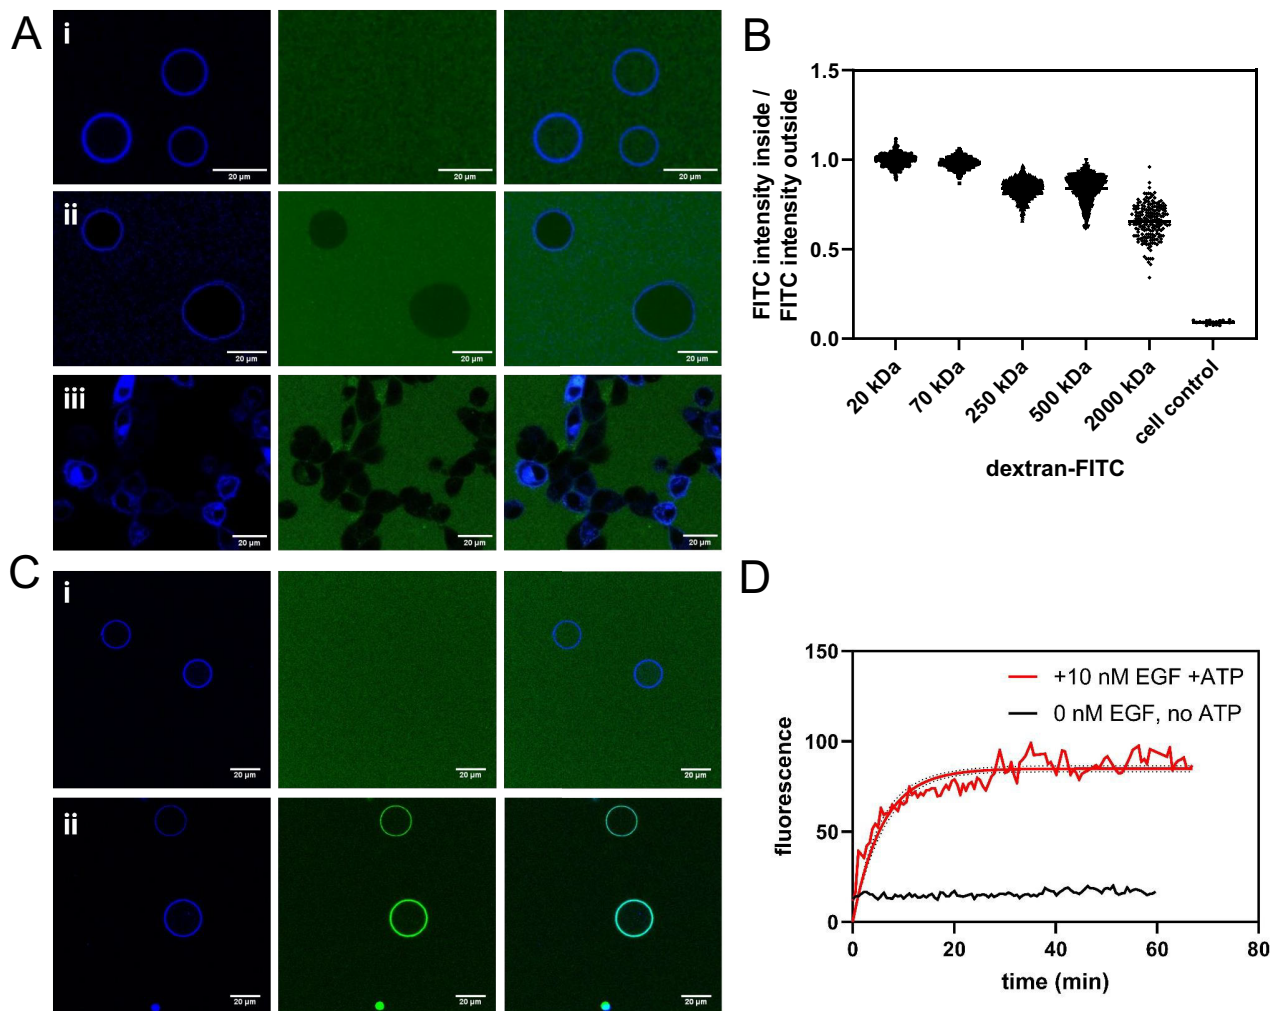 A
i
20 µm
20 µm
20 µm
ii
20 µm
20 µm
20 µm
iii
20 µm
20 µm
20 µm
B
FITC intensity inside /
FITC intensity outside
1.5
1.0
0.5
0.0
20 kDa
70 kDa
250 kDa
500 kDa
2000 kDa
cell control
dextran-FITC
C
i
20 µm
20 µm
20 µm
ii
20 µm
20 µm
20 µm
D
fluorescence
150
100
50
0
+10 nM EGF +ATP
0 nM EGF, no ATP
0
20
40
60
80
time (min)